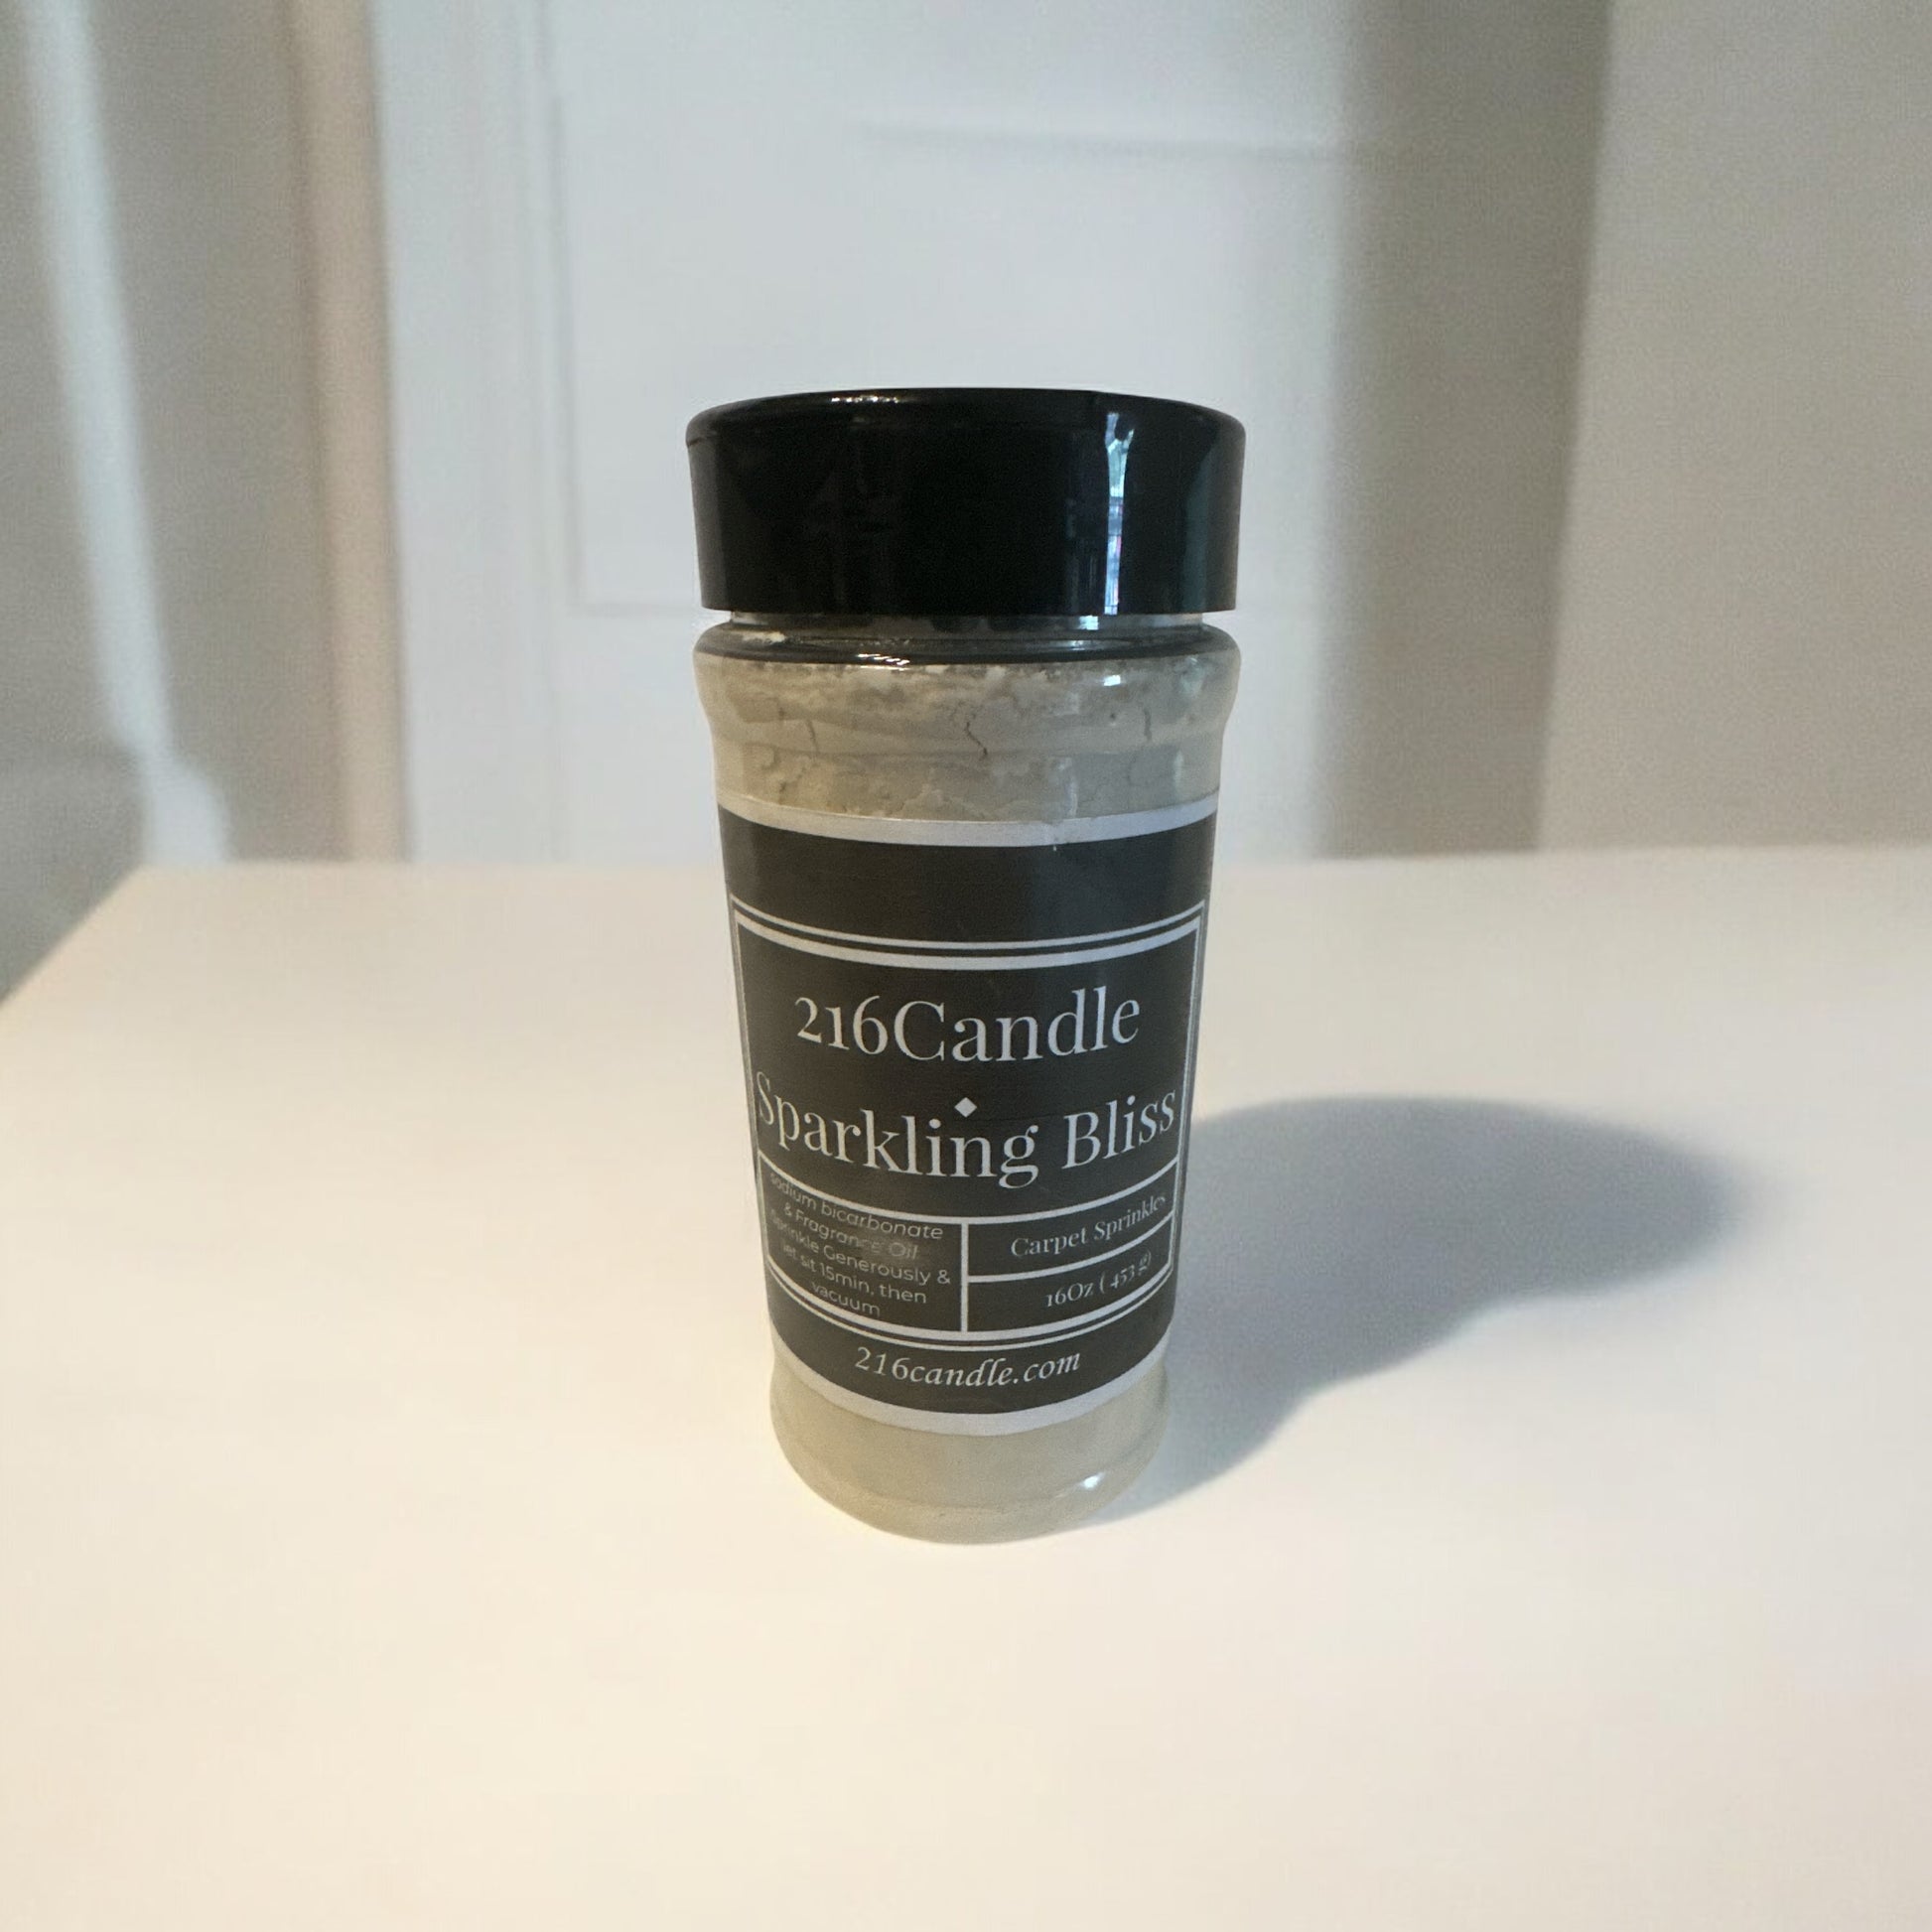 216Candle
Sparkling Bliss
sodium bicarbonate
& Fragrance Oil
sprinkle Generously &
let sit 15min, then
vacuum
Carpet Sprinkles
16Oz ( 453 g)
216candle.com